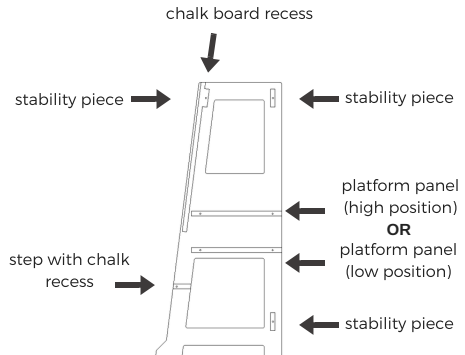 chalk board recess
stability piece
stability piece
platform panel
(high position)
OR
platform panel
(low position)
step with chalk
recess
stability piece